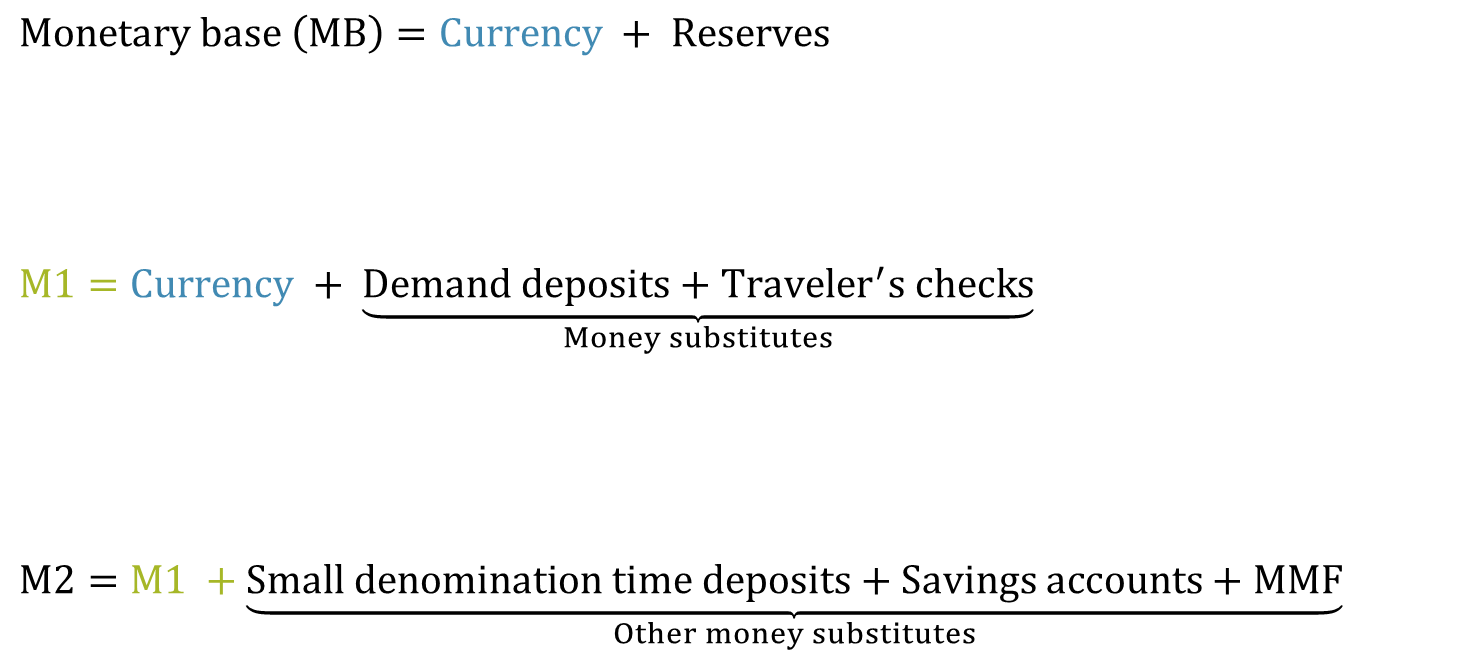 Monetary base (MB) = Currency + Reserves
M1 = Currency + Demand deposits + Traveler′s checks
Money substitutes
M2 = M1 + Small denomination time deposits + Savings accounts + MMF
Other money substitutes